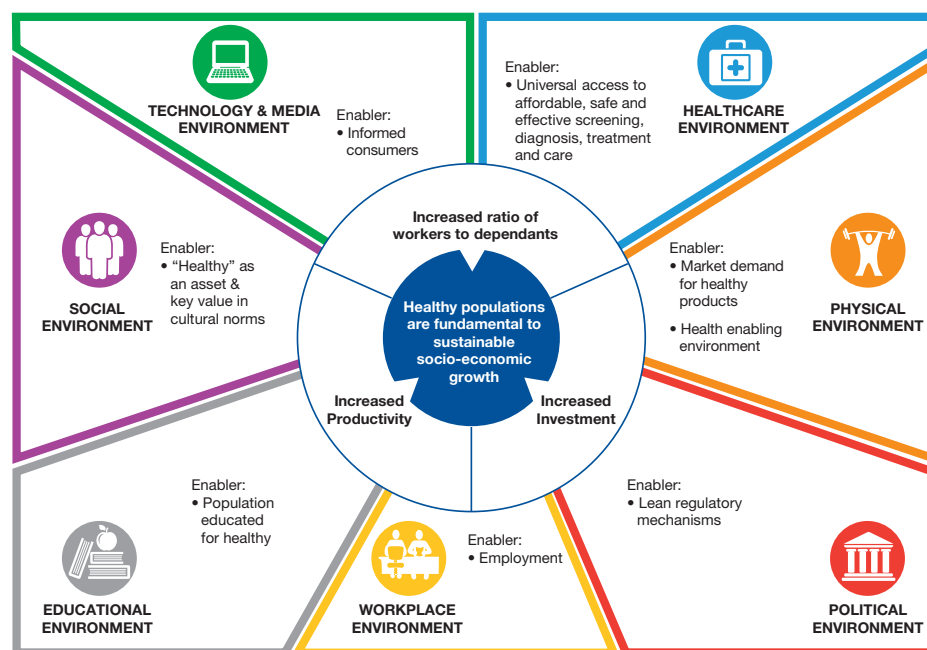 TECHNOLOGY & MEDIA
ENVIRONMENT
Enabler:
• Informed
consumers
Enabler:
• Universal access to
affordable, safe and
effective screening,
diagnosis, treatment
and care
HEALTHCARE
ENVIRONMENT
SOCIAL
ENVIRONMENT
Enabler:
• “Healthy” as
an asset &
key value in
cultural norms
Increased ratio of
workers to dependants
Healthy populations
are fundamental to
sustainable
socio-economic
growth
Increased
Productivity
Increased
Investment
Enabler:
• Market demand
for healthy
products
• Health enabling
environment
PHYSICAL
ENVIRONMENT
EDUCATIONAL
ENVIRONMENT
Enabler:
• Population
educated
for healthy
WORKPLACE
ENVIRONMENT
Enabler:
• Employment
Enabler:
• Lean regulatory
mechanisms
POLITICAL
ENVIRONMENT